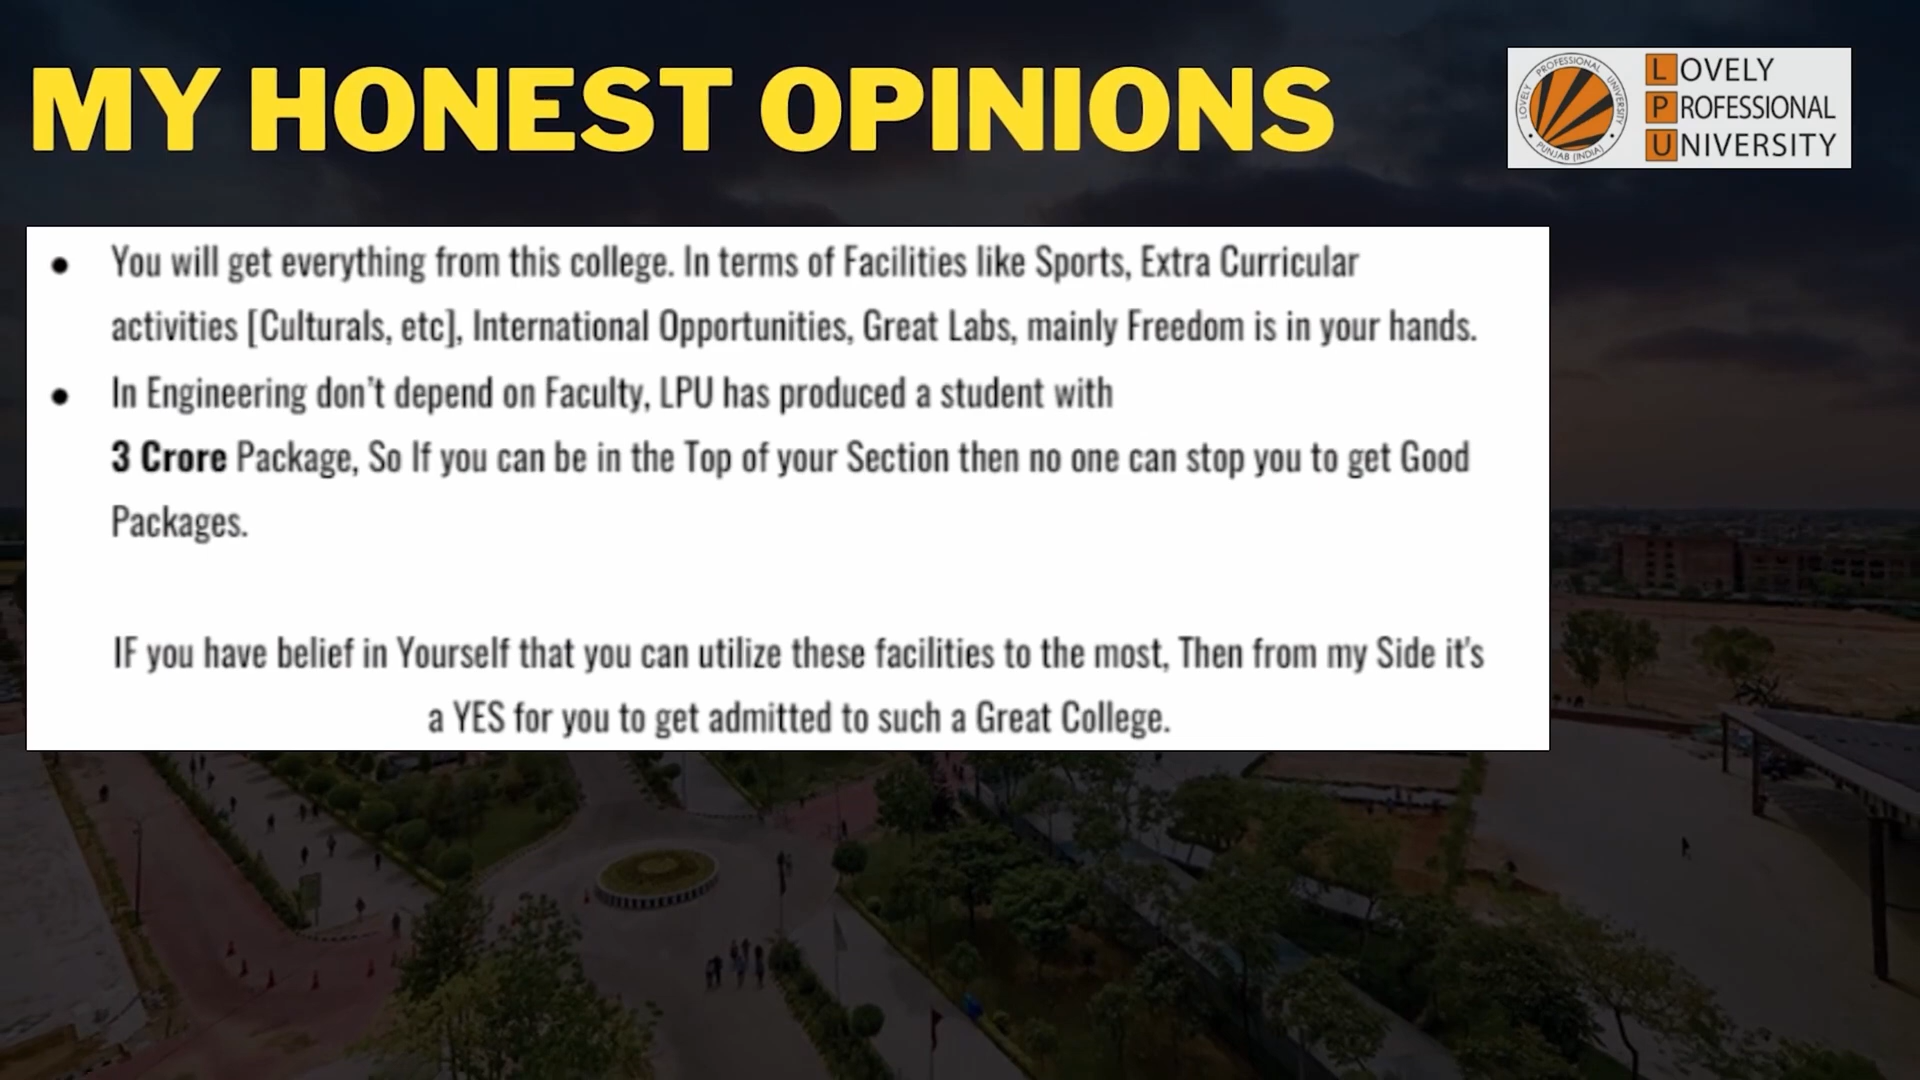 MY HONEST OPINIONS
PROFESSIONAL UNIVERSITY
LOVELY
PUNJAB (INDIA)
LOVELY
PROFESSIONAL
UNIVERSITY
• You will get everything from this college. In terms of Facilities like Sports, Extra Curricular
activities [Culturals, etc], International Opportunities, Great Labs, mainly Freedom is in your hands.
• In Engineering don't depend on Faculty, LPU has produced a student with
3 Crore Package, So If you can be in the Top of your Section then no one can stop you to get Good
Packages.
IF you have belief in Yourself that you can utilize these facilities to the most, Then from my Side it's
a YES for you to get admitted to such a Great College.